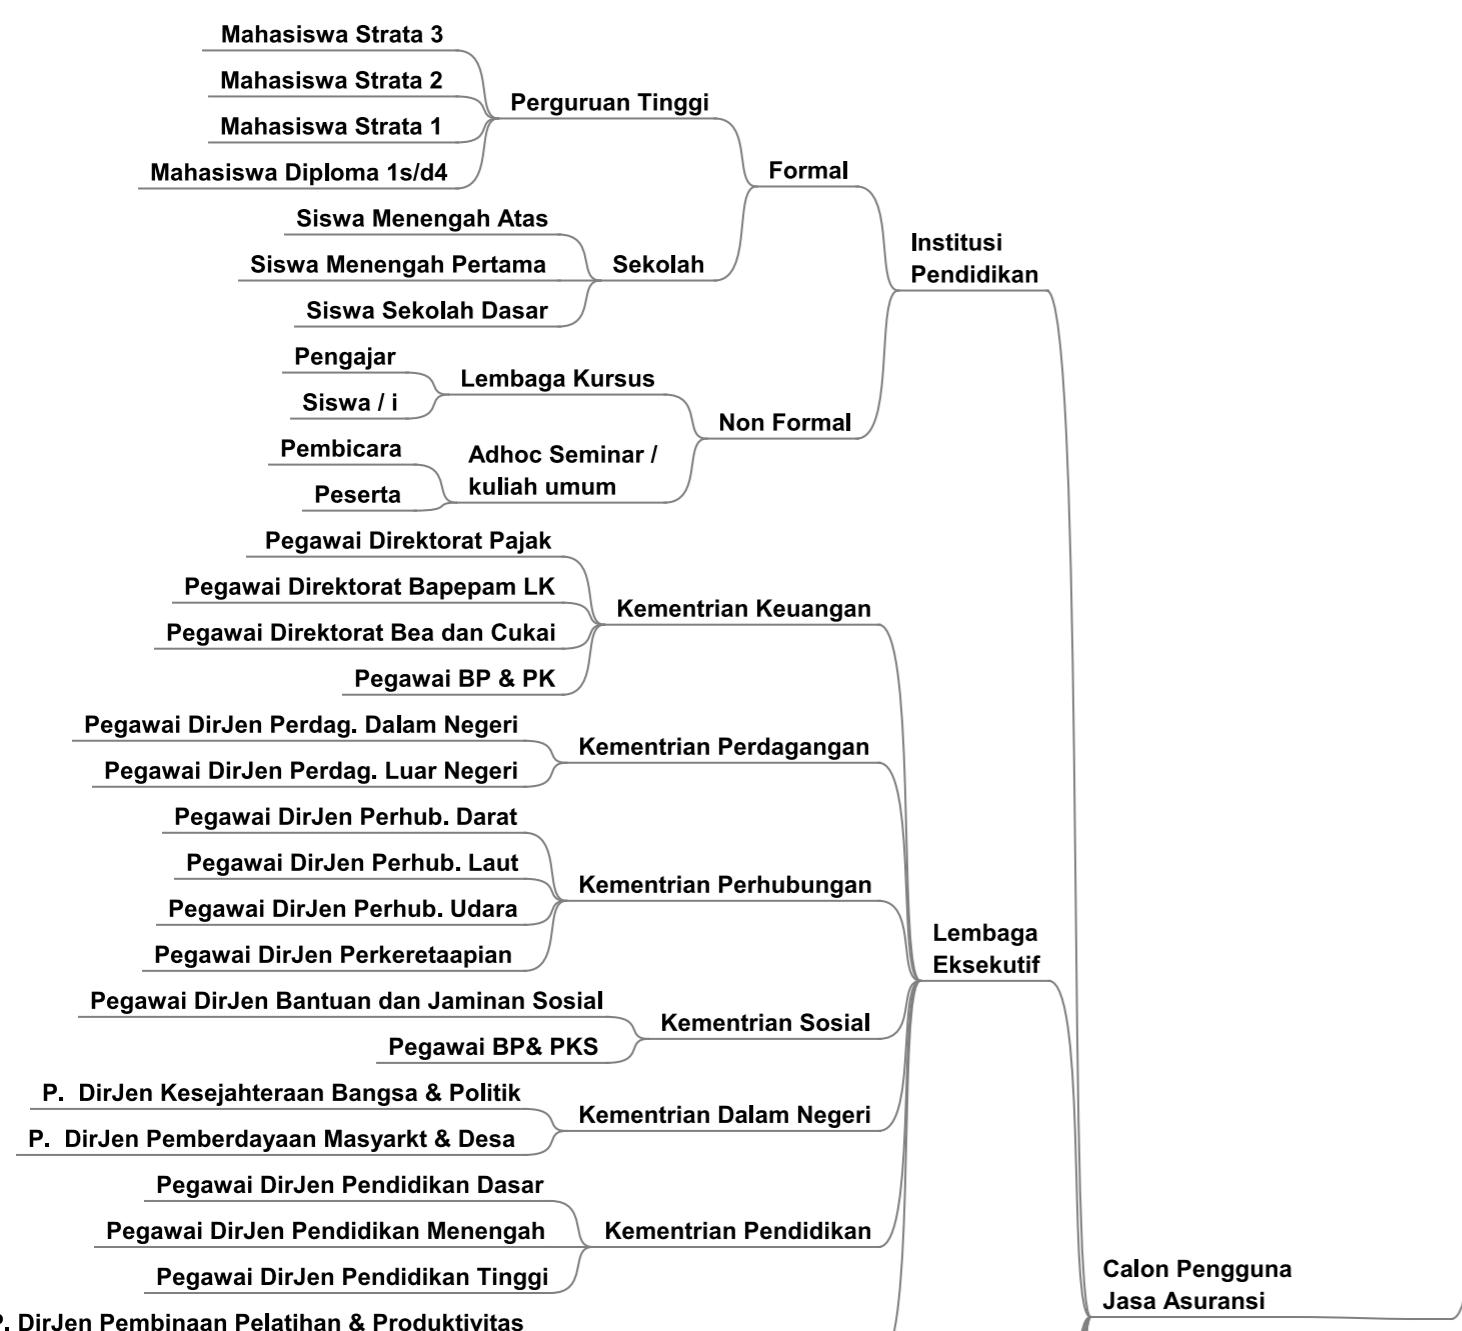 Mahasiswa Strata 3
Mahasiswa Strata 2
Mahasiswa Strata 1
Mahasiswa Diploma 1s/d4
Perguruan Tinggi
Siswa Menengah Atas
Siswa Menengah Pertama
Siswa Sekolah Dasar
Sekolah
Formal
Pengajar
Siswa / i
Lembaga Kursus
Pembicara
Peserta
Adhoc Seminar /
kuliah umum
Non Formal
Institusi
Pendidikan
Pegawai Direktorat Pajak
Pegawai Direktorat Bapepam LK
Pegawai Direktorat Bea dan Cukai
Pegawai BP & PK
Kementrian Keuangan
Pegawai DirJen Perdag. Dalam Negeri
Pegawai DirJen Perdag. Luar Negeri
Kementrian Perdagangan
Pegawai DirJen Perhub. Darat
Pegawai DirJen Perhub. Laut
Pegawai DirJen Perhub. Udara
Pegawai DirJen Perkeretaapian
Kementrian Perhubungan
Pegawai DirJen Bantuan dan Jaminan Sosial
Pegawai BP& PKS
Kementrian Sosial
P. DirJen Kesejahteraan Bangsa & Politik
P. DirJen Pemberdayaan Masyarkt & Desa
Kementrian Dalam Negeri
Pegawai DirJen Pendidikan Dasar
Pegawai DirJen Pendidikan Menengah
Pegawai DirJen Pendidikan Tinggi
Kementrian Pendidikan
P. DirJen Pembinaan Pelatihan & Produktivitas
Lembaga
Eksekutif
Calon Pengguna
Jasa Asuransi